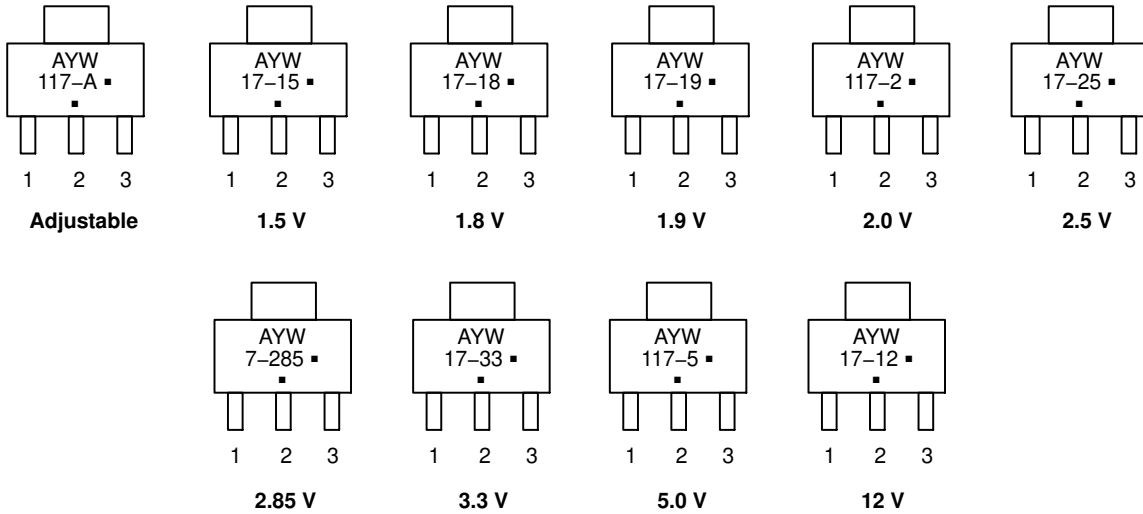 AYW
117–A ▪
▪
1 2 3
Adjustable
AYW
17–15 ▪
▪
1 2 3
1.5 V
AYW
17–18 ▪
▪
1 2 3
1.8 V
AYW
17–19 ▪
▪
1 2 3
1.9 V
AYW
117–2 ▪
▪
1 2 3
2.0 V
AYW
17–25 ▪
▪
1 2 3
2.5 V
AYW
7–285 ▪
▪
1 2 3
2.85 V
AYW
17–33 ▪
▪
1 2 3
3.3 V
AYW
117–5 ▪
▪
1 2 3
5.0 V
AYW
17–12 ▪
▪
1 2 3
12 V